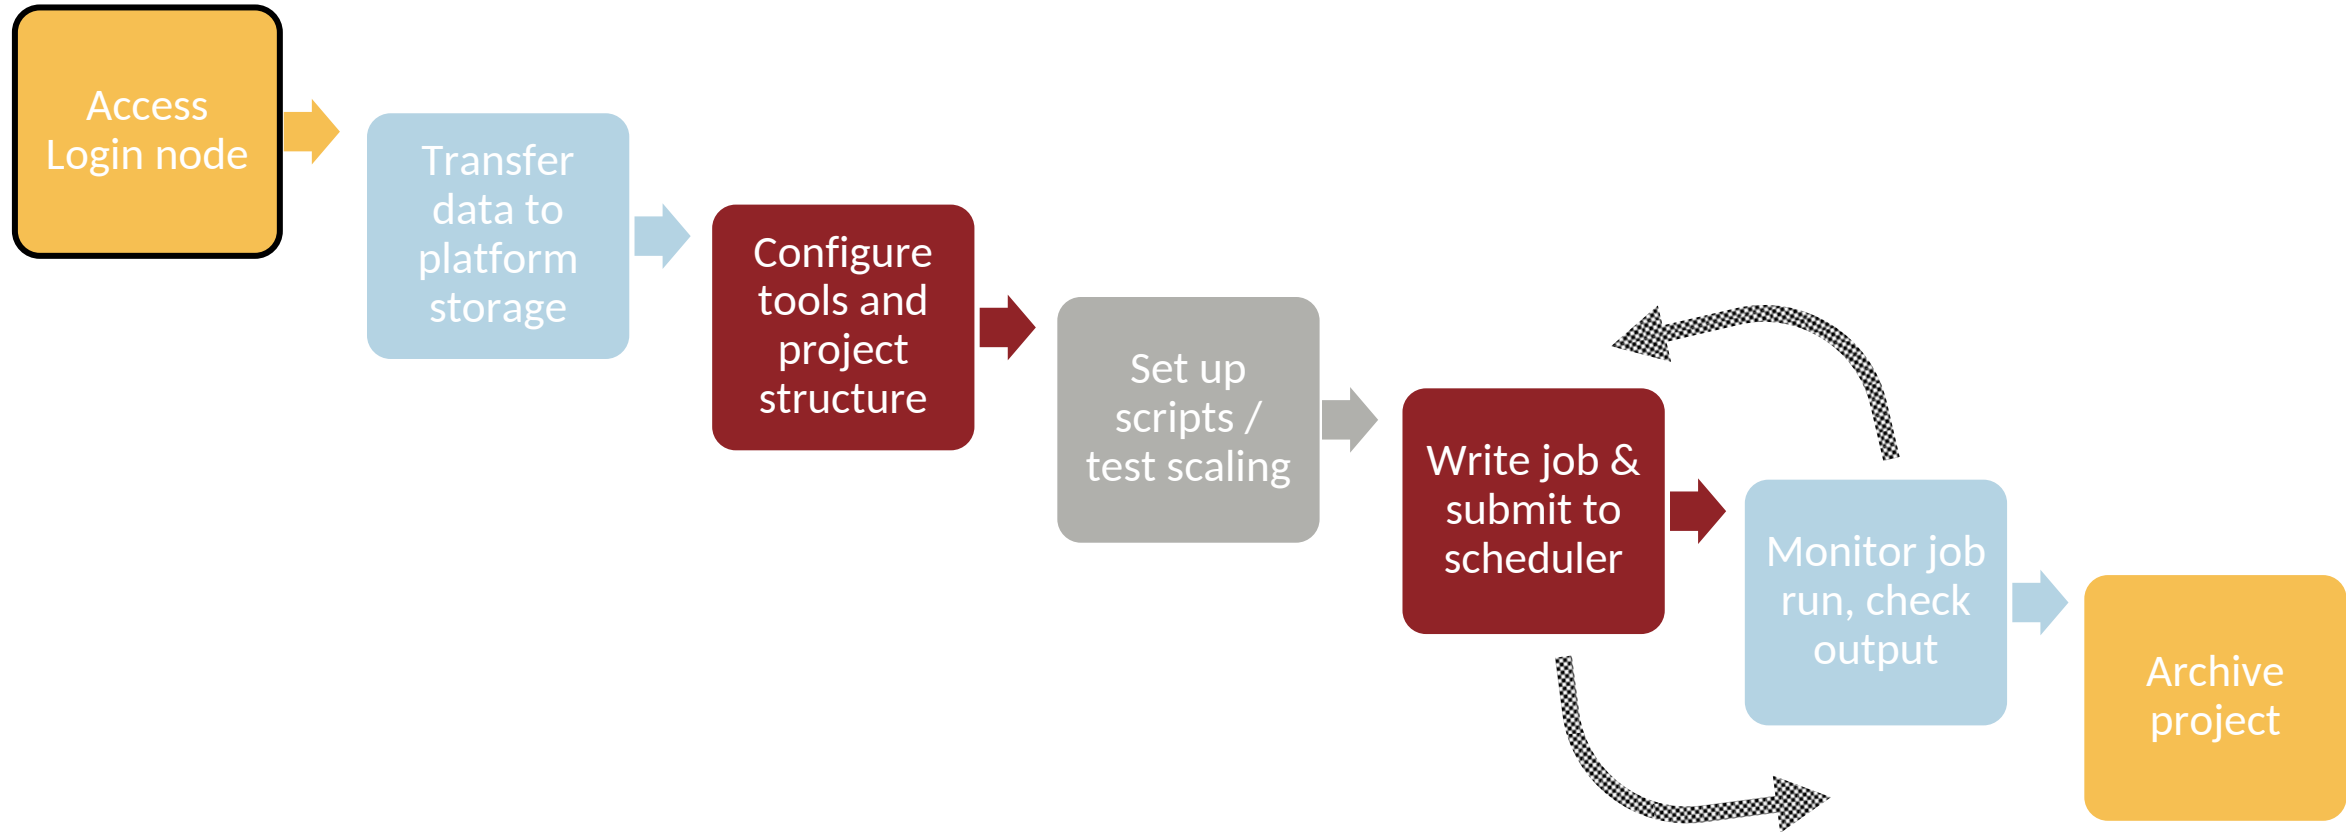 Access
Login node
Transfer
data to
platform
storage
Configure
tools and
project
structure
Set up
scripts /
test scaling
Write job &
submit to
scheduler
Monitor job
run, check
output
Archive
project